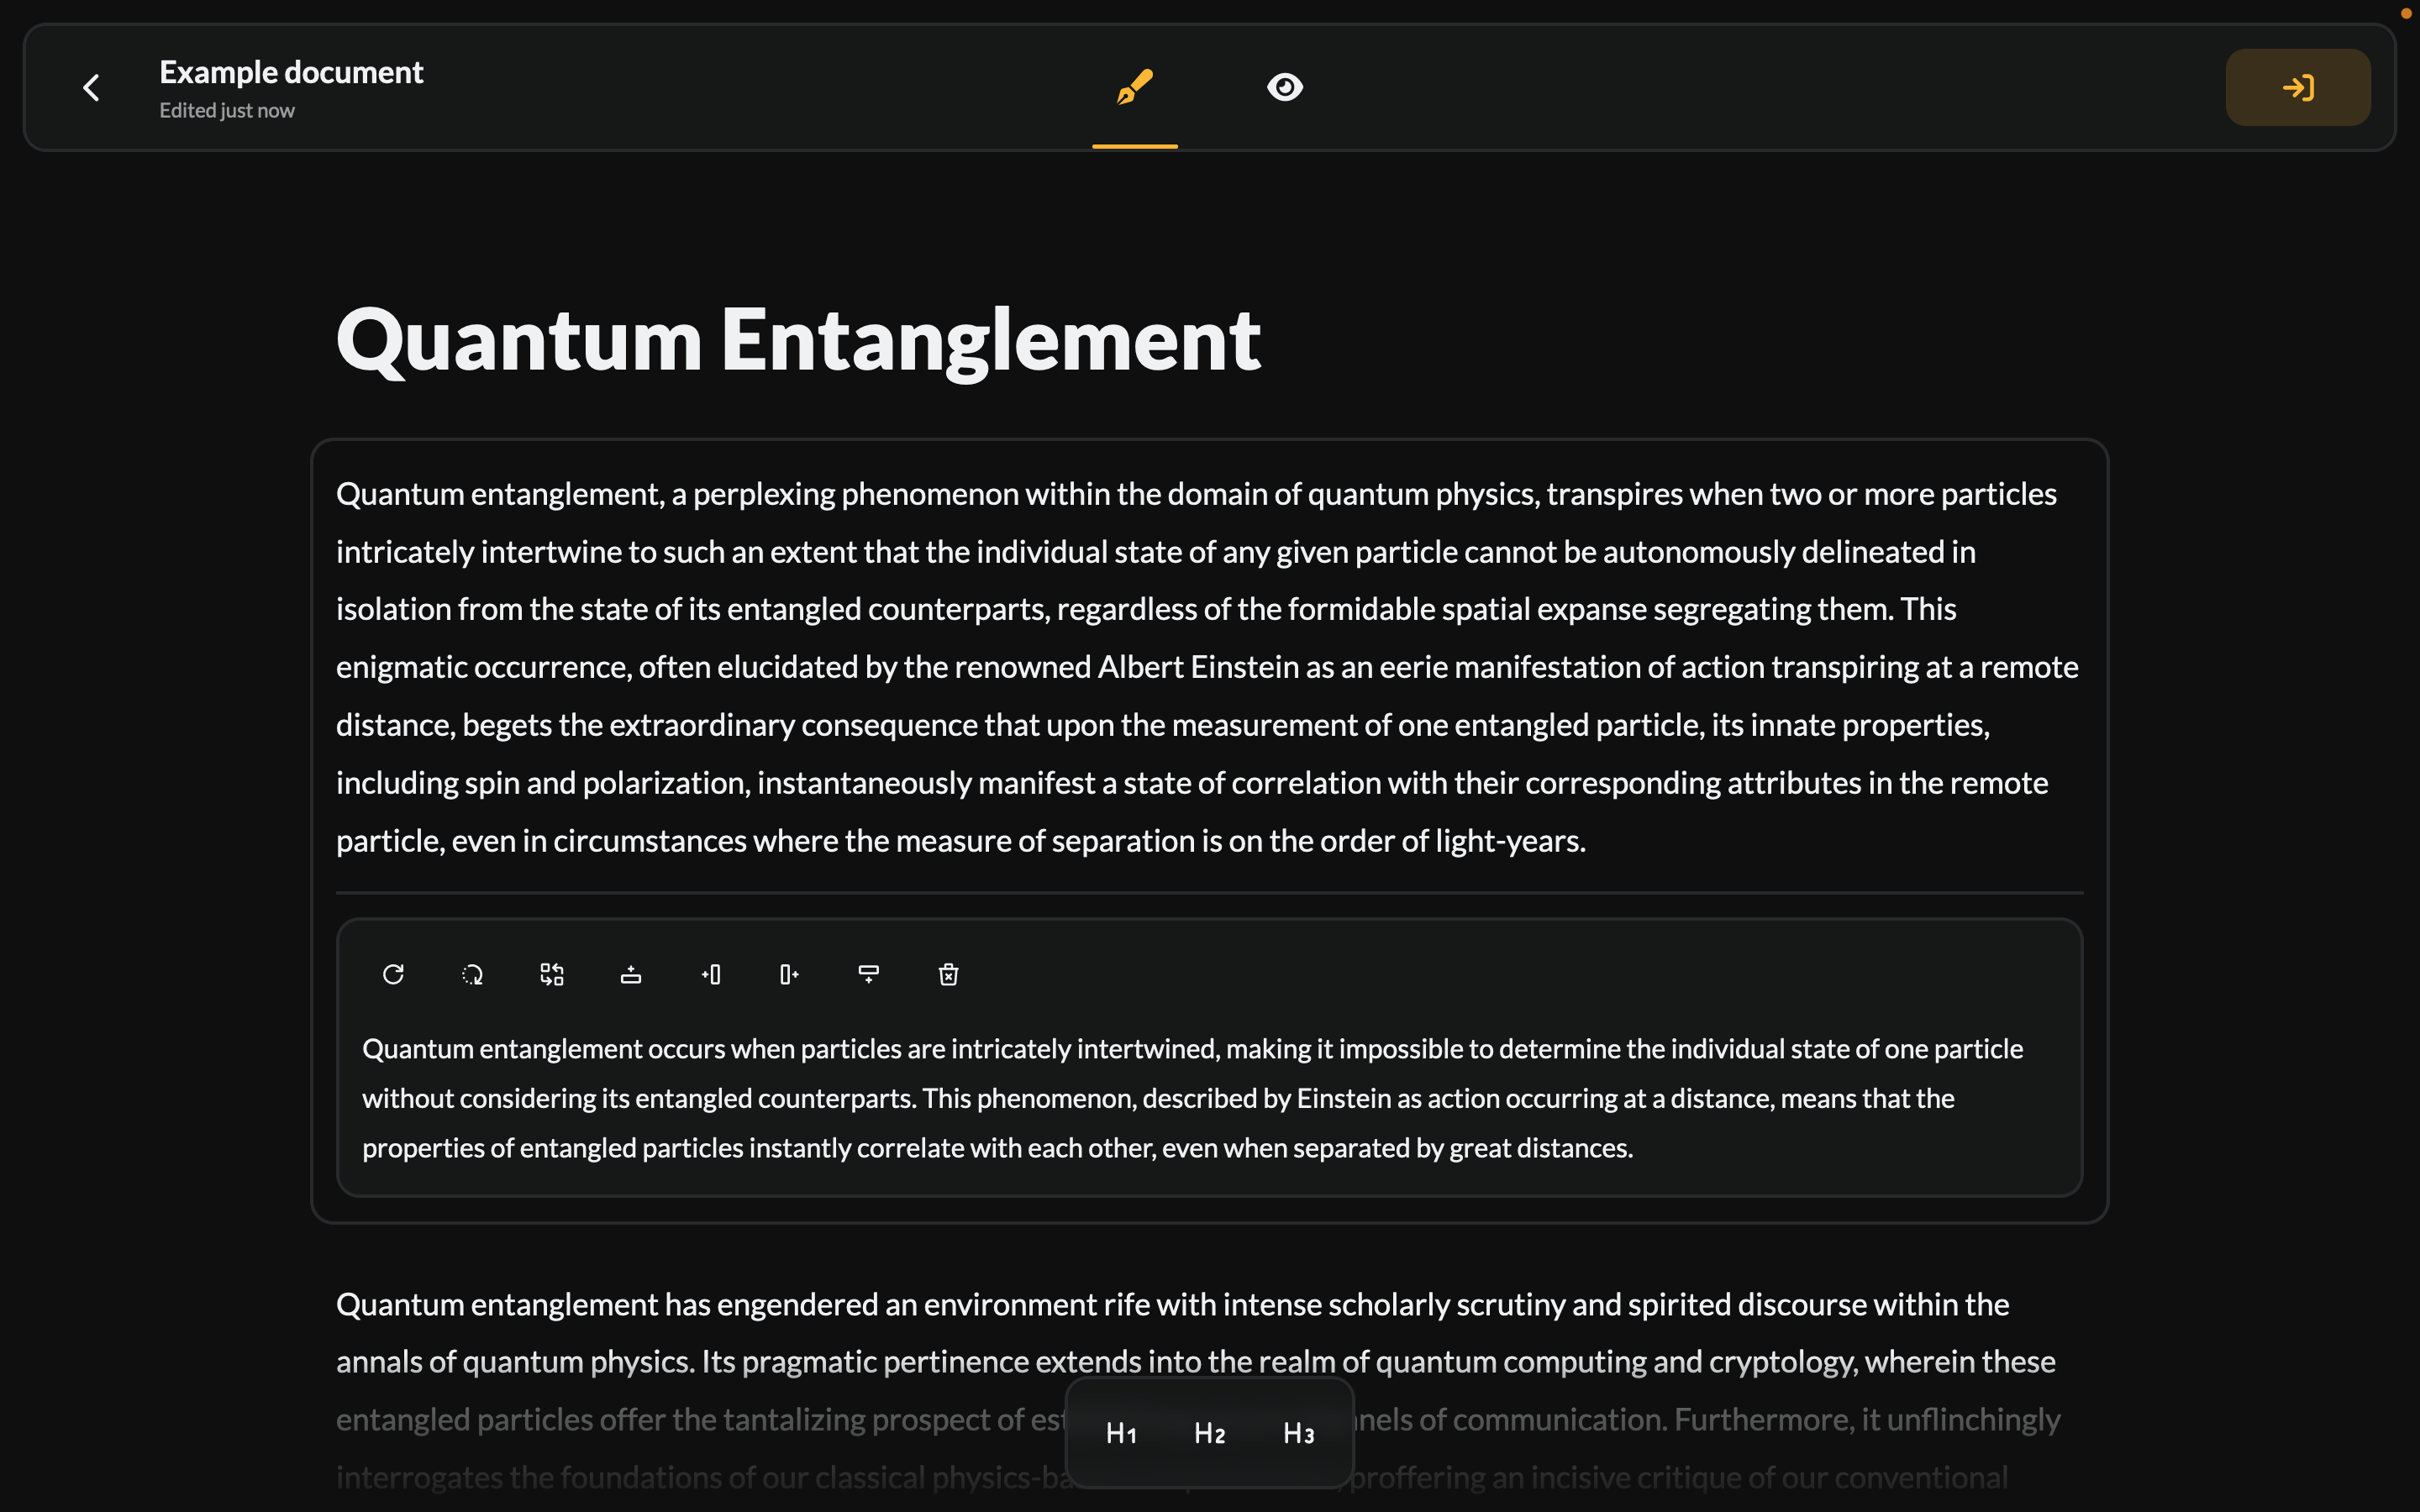 Example document
Edited just now
Quantum Entanglement
Quantum entanglement, a perplexing phenomenon within the domain of quantum physics, transpires when two or more particles
intricately intertwine to such an extent that the individual state of any given particle cannot be autonomously delineated in
isolation from the state of its entangled counterparts, regardless of the formidable spatial expanse segregating them. This
enigmatic occurrence, often elucidated by the renowned Albert Einstein as an eerie manifestation of action transpiring at a remote
distance, begets the extraordinary consequence that upon the measurement of one entangled particle, its innate properties,
including spin and polarization, instantaneously manifest a state of correlation with their corresponding attributes in the remote
particle, even in circumstances where the measure of separation is on the order of light-years.
Quantum entanglement occurs when particles are intricately intertwined, making it impossible to determine the individual state of one particle
without considering its entangled counterparts. This phenomenon, described by Einstein as action occurring at a distance, means that the
properties of entangled particles instantly correlate with each other, even when separated by great distances.
Quantum entanglement has engendered an environment rife with intense scholarly scrutiny and spirited discourse within the
annals of quantum physics. Its pragmatic pertinence extends into the realm of quantum computing and cryptology, wherein these
entangled particles offer the tantalizing prospect of of communication. Furthermore, it unflinchingly
interrogates the foundations of our classical proffering an incisive critique of our conventional
H1 H2 H3